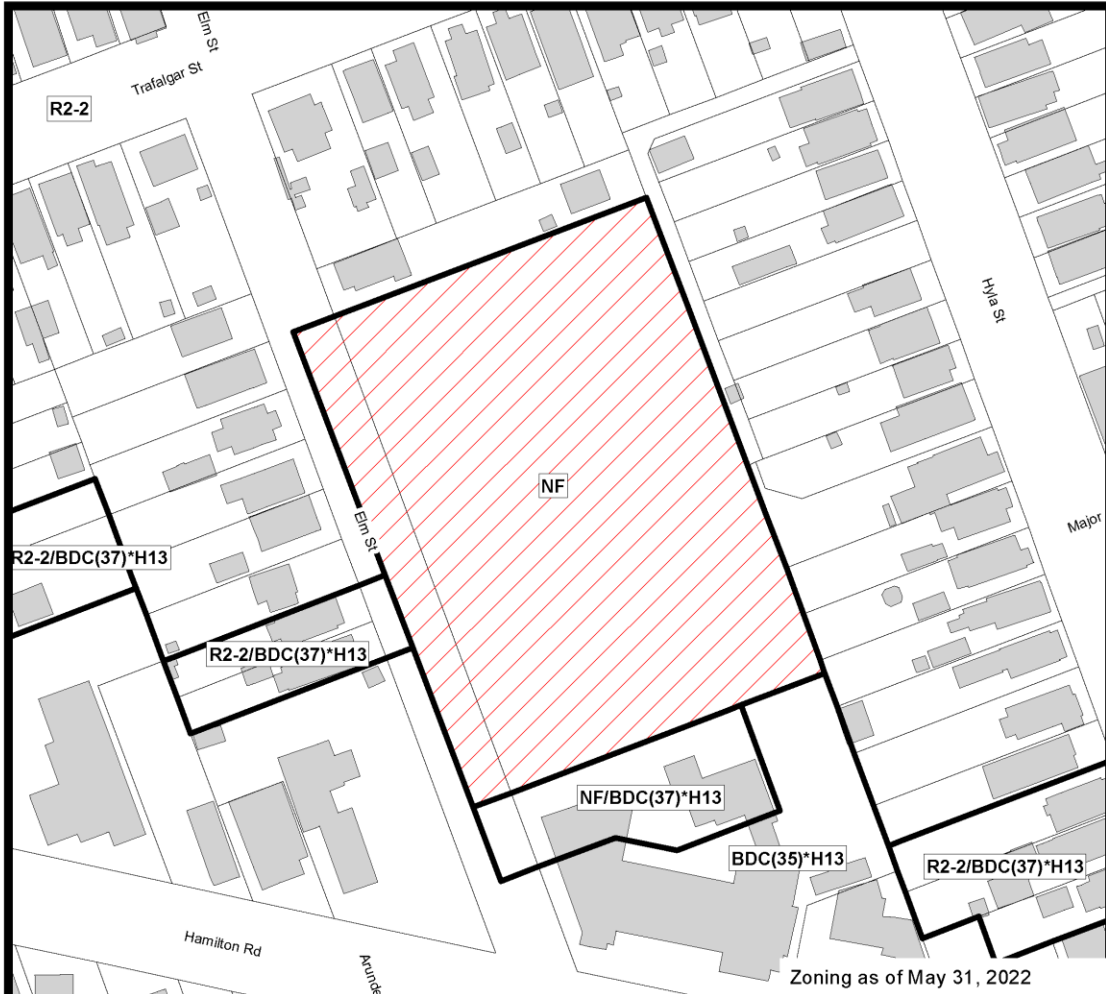 Elm St
Trafalgar St
R2-2
Hyla St
NF
Elm St
Major
R2-2/BDC(37)*H13
R2-2/BDC(37)*H13
NF/BDC(37)*H13
BDC(35)*H13
R2-2/BDC(37)*H13
Hamilton Rd
Arunde
Zoning as of May 31, 2022